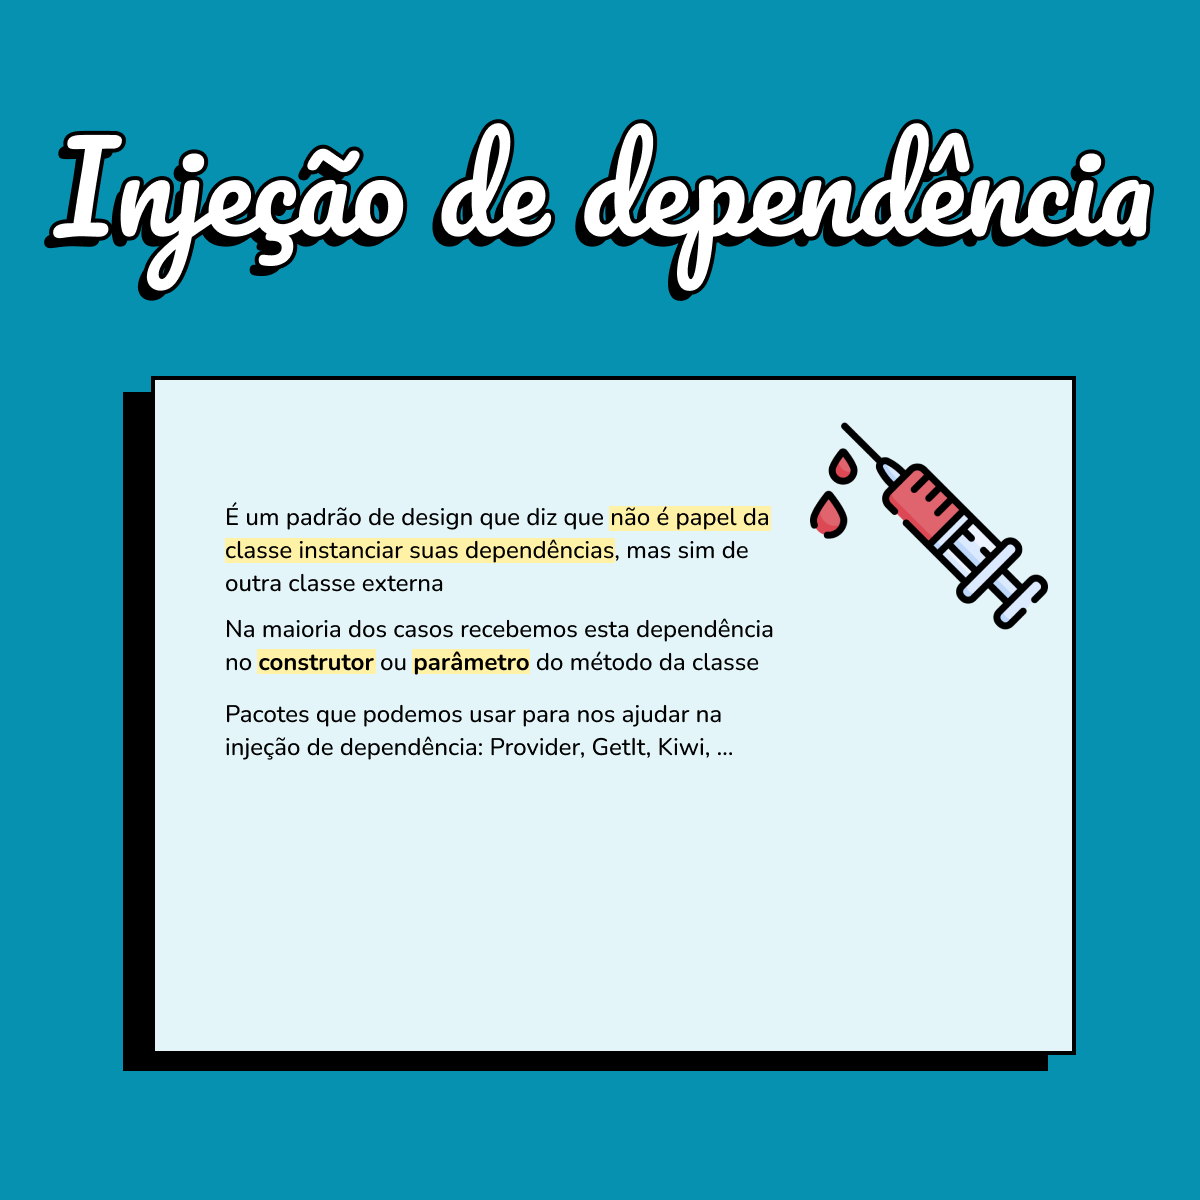 Injeção de dependência
É um padrão de design que diz que não é papel da
classe instanciar suas dependências, mas sim de
outra classe externa
Na maioria dos casos recebemos esta dependência
no construtor ou parâmetro do método da classe
Pacotes que podemos usar para nos ajudar na
injeção de dependência: Provider, GetIt, Kiwi, ...